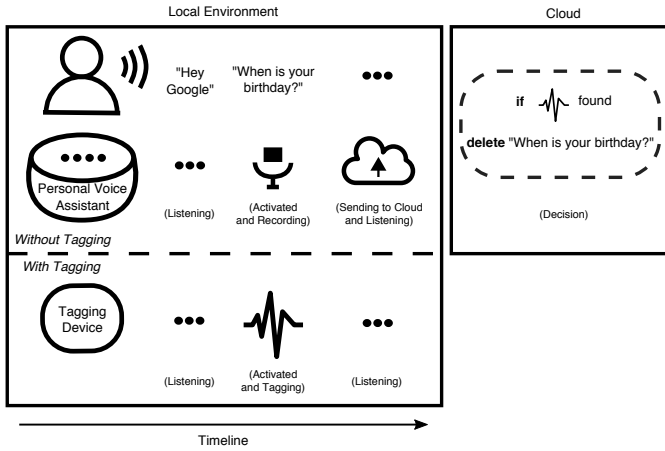 Local Environment
Cloud
"Hey
Google"
"When is your
birthday?"
if found
delete "When is your birthday?"
(Decision)
Personal Voice
Assistant
(Listening)
(Activated
and Recording)
(Sending to Cloud
and Listening)
Without Tagging
With Tagging
Tagging
Device
(Listening)
(Activated
and Tagging)
(Listening)
Timeline